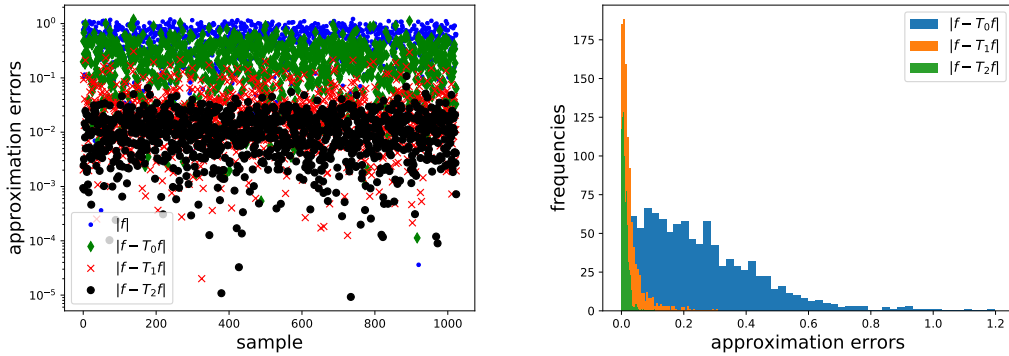 approximation errors
10⁰
10⁻¹
10⁻²
10⁻³
10⁻⁴
10⁻⁵
|f|
|f − T₀f|
|f − T₁f|
|f − T₂f|
0 200 400 600 800 1000
sample
frequencies
175
150
125
100
75
50
25
0
|f − T₀f|
|f − T₁f|
|f − T₂f|
0.0 0.2 0.4 0.6 0.8 1.0 1.2
approximation errors